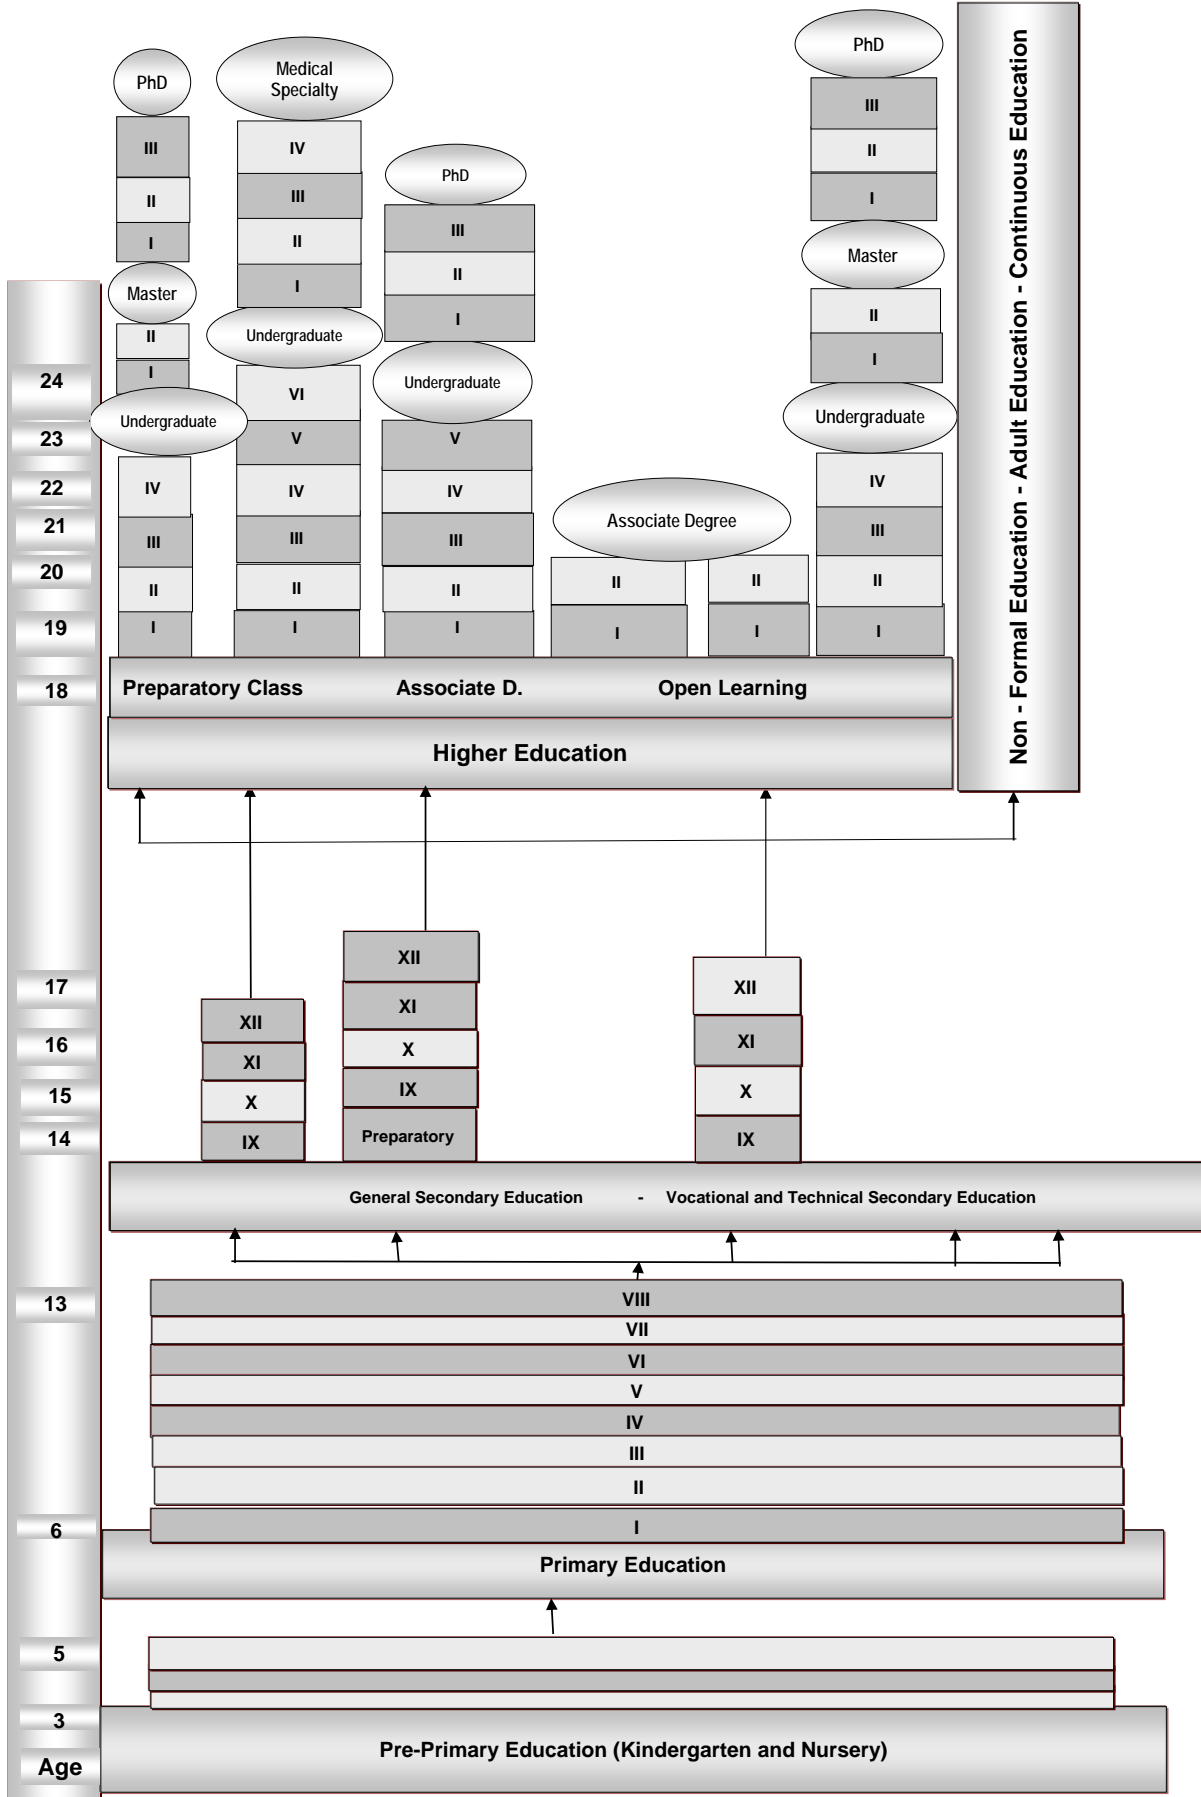 PhD
III
II
I
Master
II
I
Undergraduate
IV
III
II
I
Medical
Specialty
IV
III
II
I
Undergraduate
VI
V
IV
III
II
I
PhD
III
II
I
Undergraduate
V
IV
III
II
I
Associate Degree
II
I
II
I
PhD
III
II
I
Master
II
I
Undergraduate
IV
III
II
I
Non - Formal Education - Adult Education - Continuous Education
24
23
22
21
20
19
18
Preparatory Class Associate D. Open Learning
Higher Education
17
16
15
14
XII
XI
X
IX
XII
XI
X
IX
Preparatory
XII
XI
X
IX
General Secondary Education - Vocational and Technical Secondary Education
13
VIII
VII
VI
V
IV
III
II
I
6
Primary Education
5
3
Pre-Primary Education (Kindergarten and Nursery)
Age